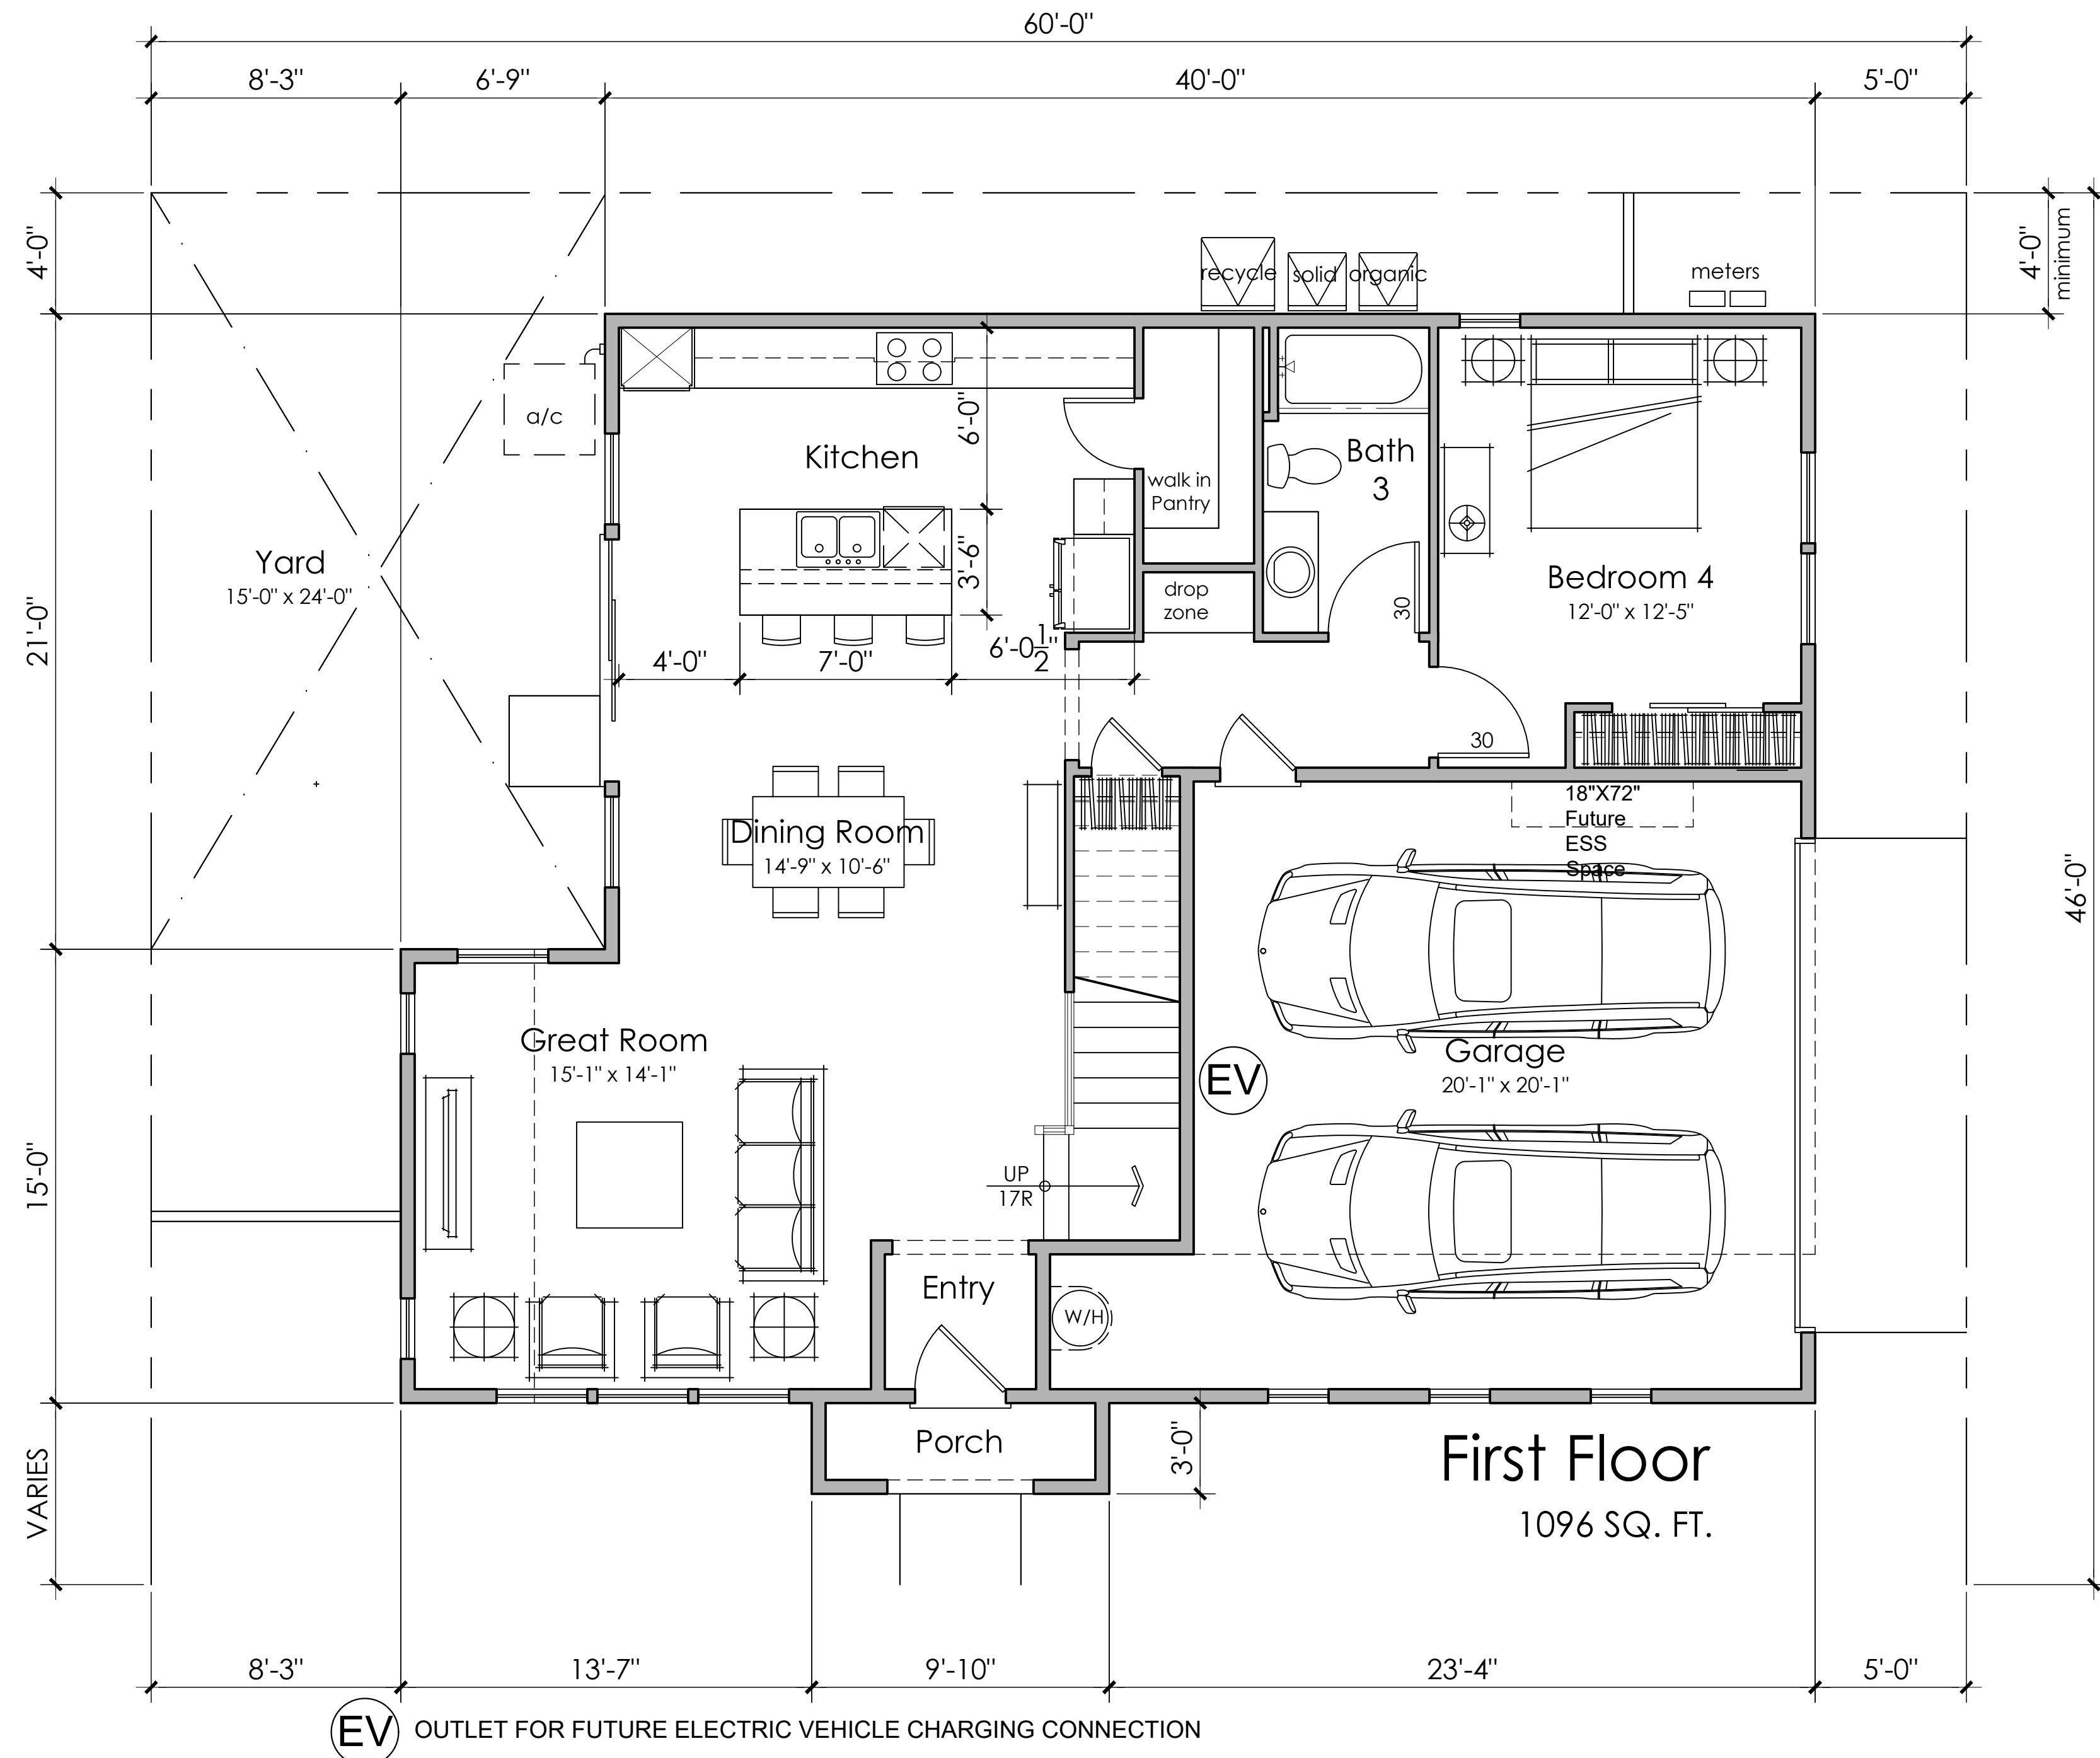 60'-0"
8'-3"
6'-9"
40'-0"
5'-0"
4'-0"
4'-0"
minimum
recycle
solid
organic
meters
a/c
Kitchen
6'-0"
walk in
Pantry
Bath
3
3'-6"
Yard
15'-0" x 24'-0"
drop
zone
30
Bedroom 4
12'-0" x 12'-5"
21'-0"
4'-0"
7'-0"
6'-0 1/2"
30
18"X72"
Future
ESS
Space
Dining Room
14'-9" x 10'-6"
46'-0"
Great Room
15'-1" x 14'-1"
EV
Garage
20'-1" x 20'-1"
15'-0"
UP
17R
Entry
W/H
Porch
3'-0"
First Floor
1096 SQ. FT.
VARIES
8'-3"
13'-7"
9'-10"
23'-4"
5'-0"
EV OUTLET FOR FUTURE ELECTRIC VEHICLE CHARGING CONNECTION